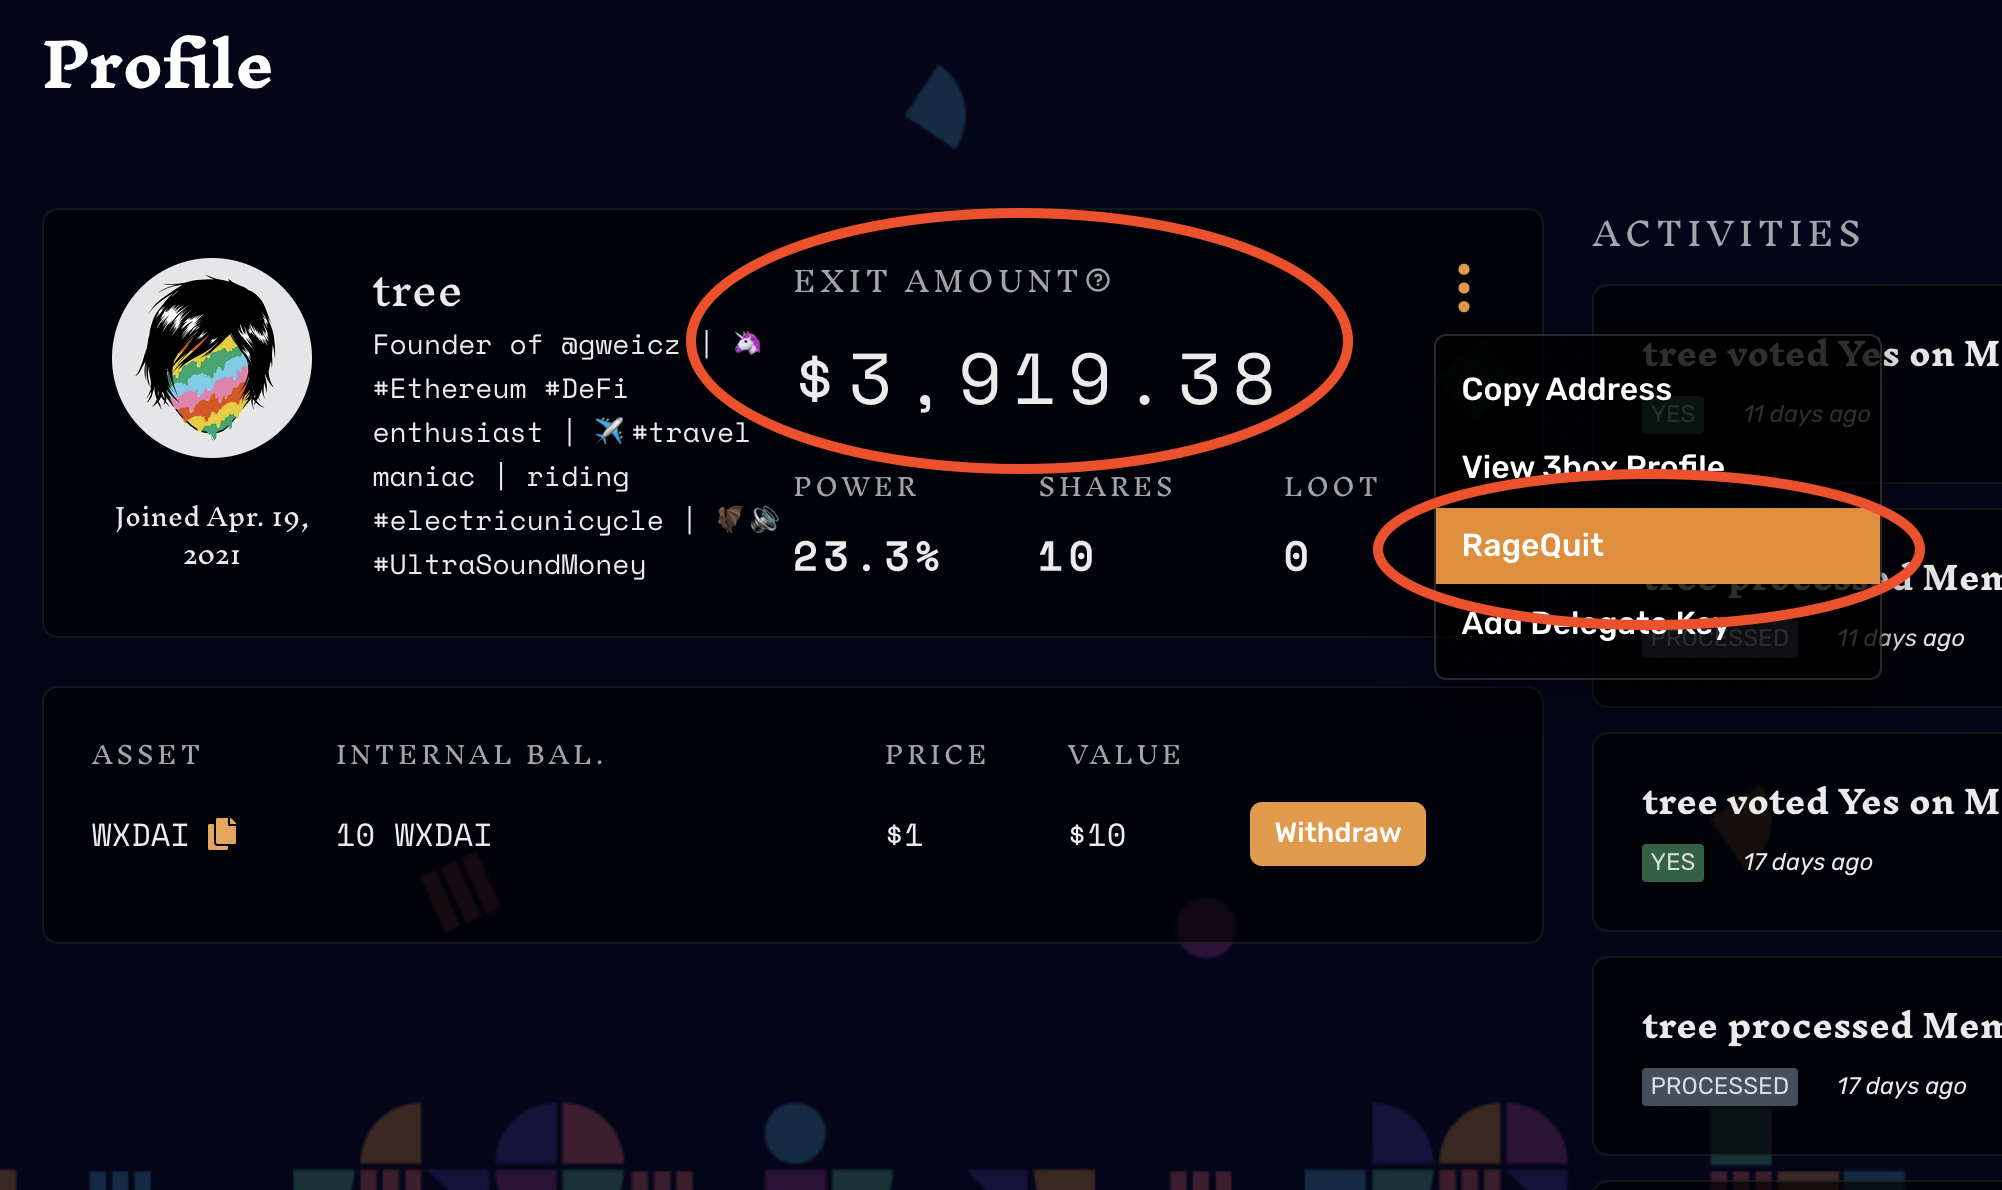 Profile
tree
Founder of @gweicz | 🦄
#Ethereum #DeFi
enthusiast | ✈️ #travel
maniac | riding
#electricunicycle | 🦇🔊
#UltraSoundMoney
Joined Apr. 19,
2021
EXIT AMOUNT?
$3,919.38
POWER SHARES LOOT
23.3% 10 0
Copy Address
View 3box Profile
RageQuit
Add Delegate Key
ASSET INTERNAL BAL. PRICE VALUE
WXDAI 10 WXDAI $1 $10 Withdraw
ACTIVITIES
tree voted Yes on M
YES 11 days ago
tree processed Mem
PROCESSED 11 days ago
tree voted Yes on M
YES 17 days ago
tree processed Mem
PROCESSED 17 days ago